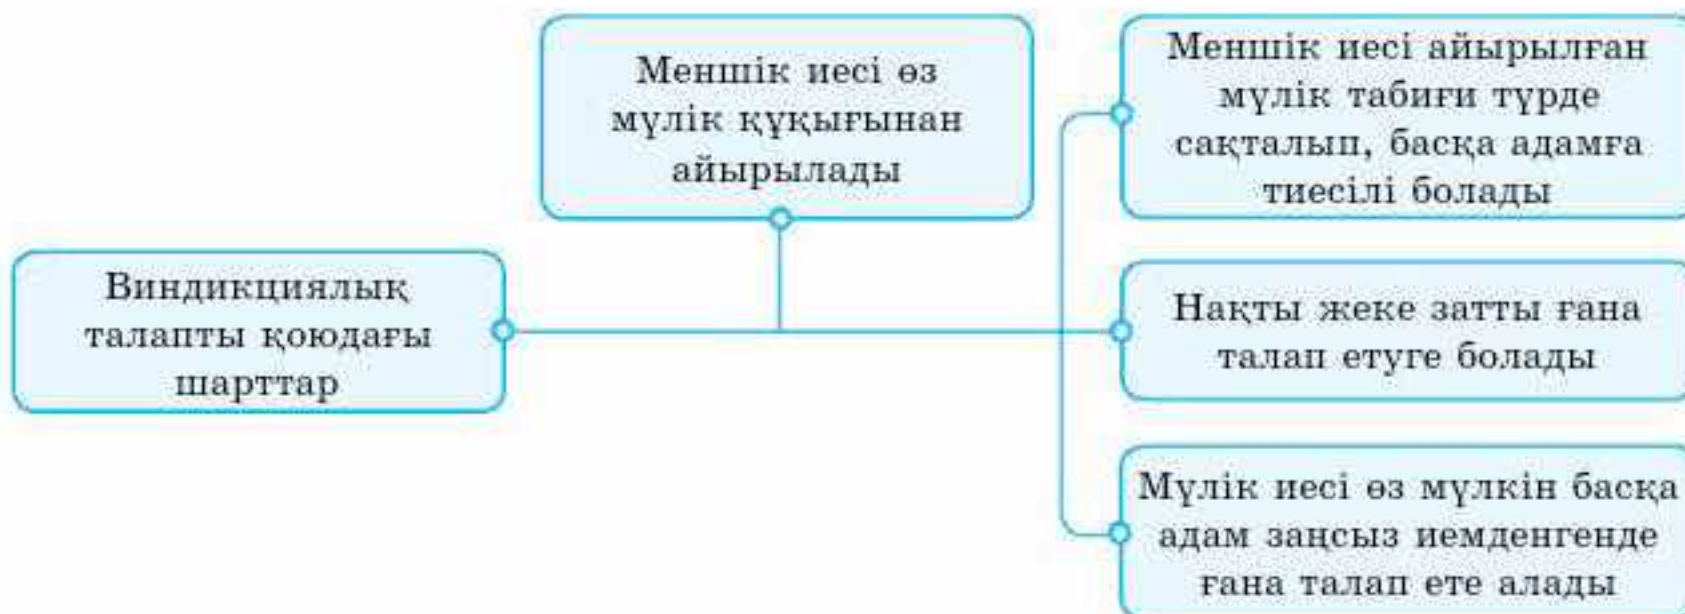 Виндикциялық
талапты қоюдағы
шарттар
Меншік иесі өз
мүлік құқығынан
айырылады
Меншік иесі айырылған
мүлік табиғи түрде
сақталып, басқа адамға
тиесілі болады
Нақты жеке затты ғана
талап етуге болады
Мүлік иесі өз мүлкін басқа
адам заңсыз иемденгенде
ғана талап ете алады